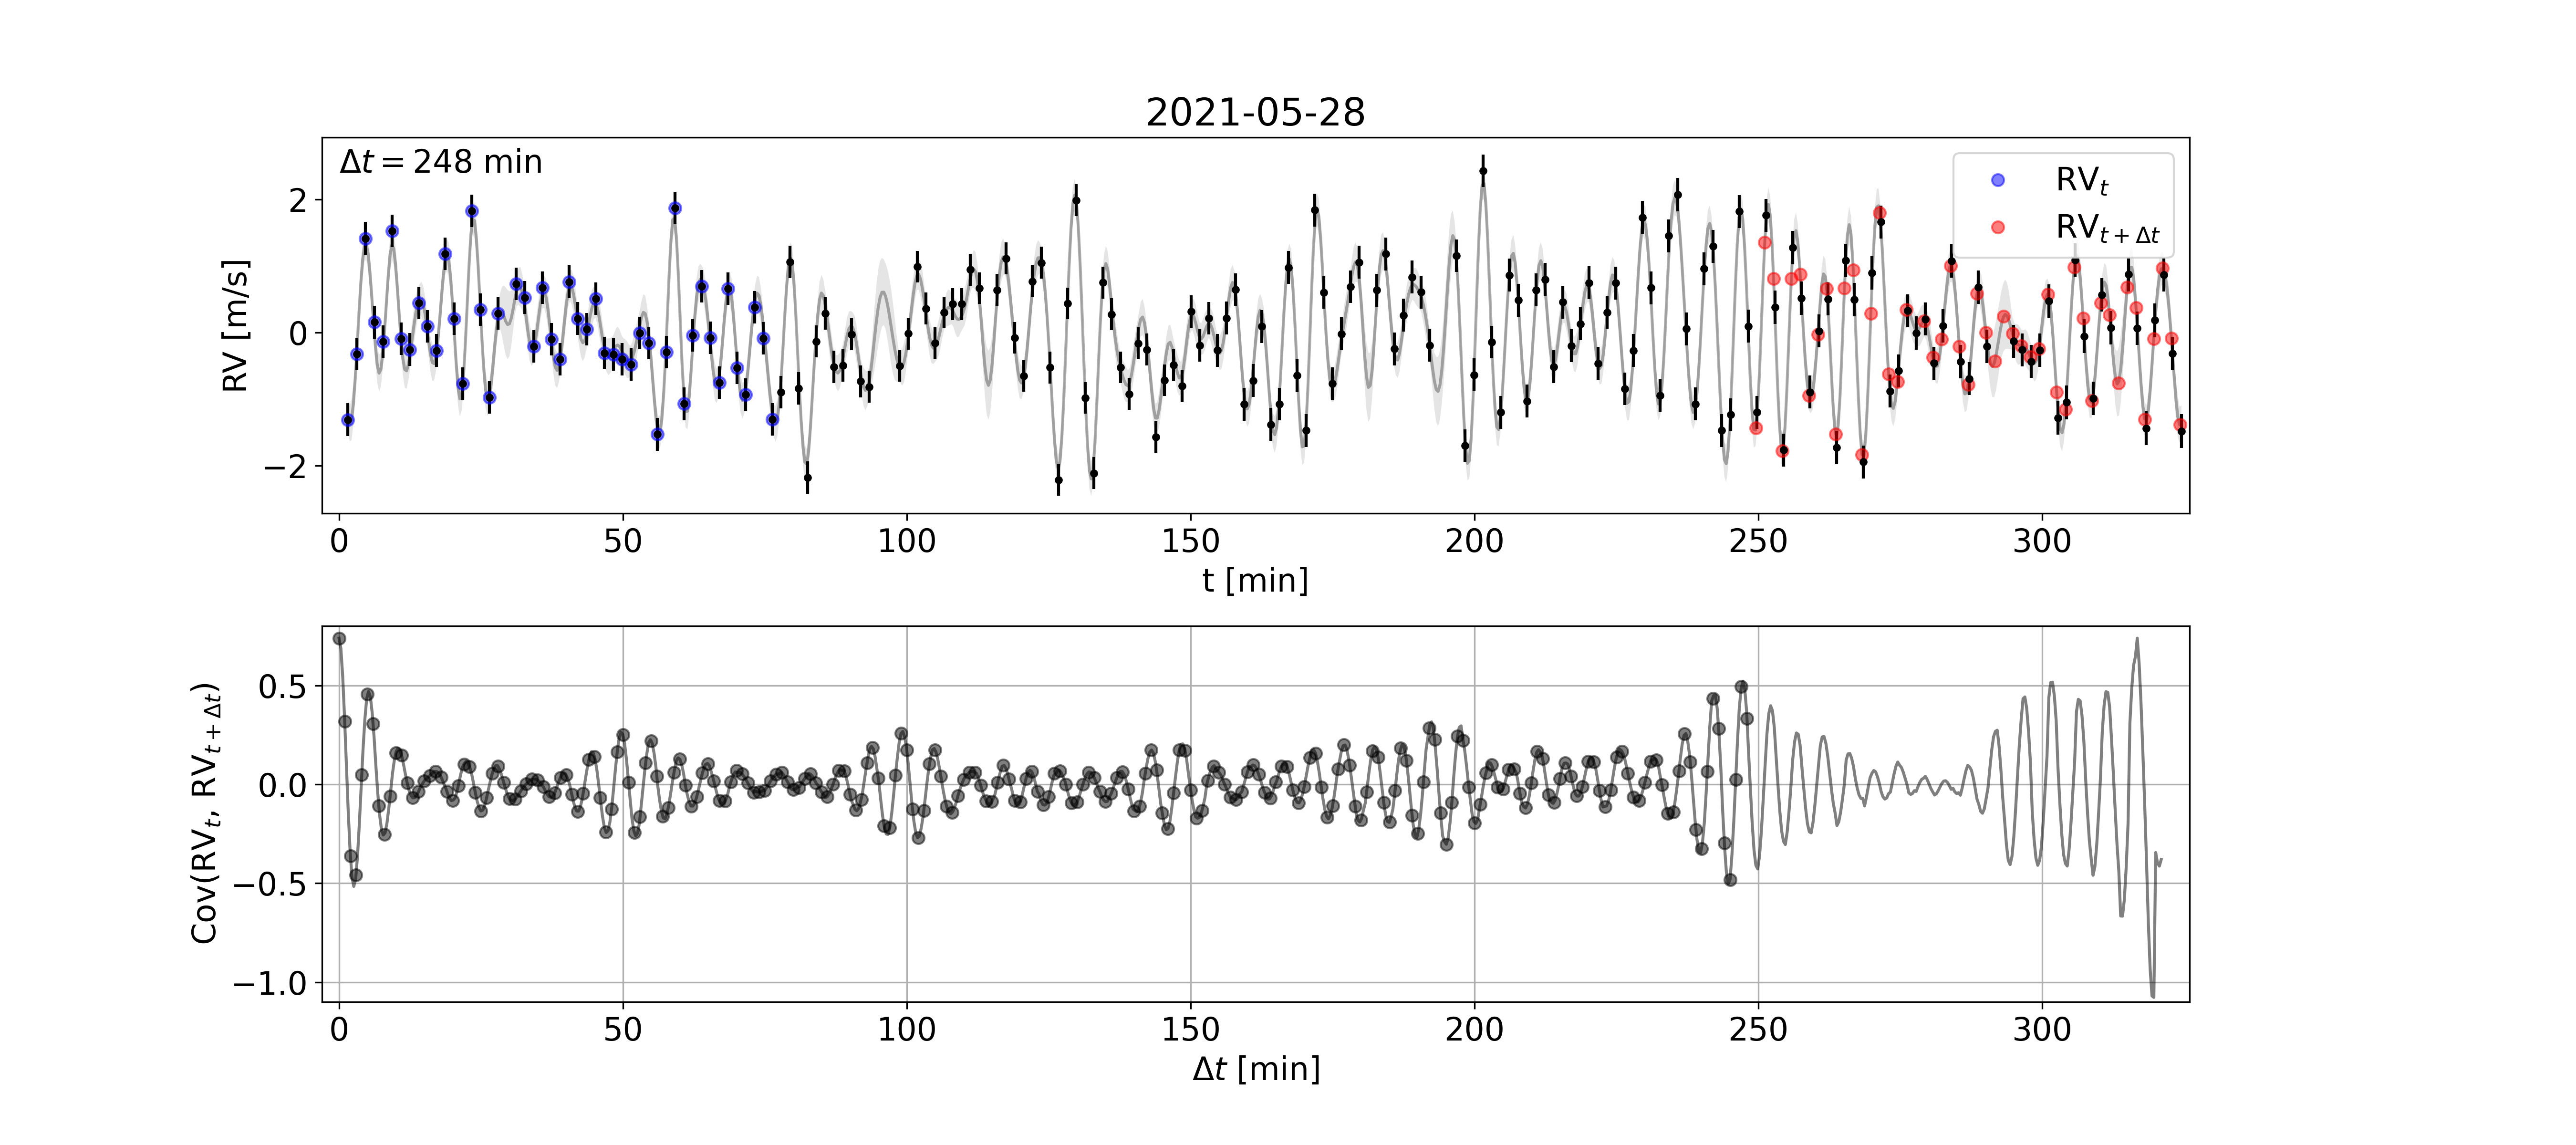 2021-05-28
Δt = 248 min
RV_t
RV_{t+Δt}
RV [m/s]
2
0
−2
0 50 100 150 200 250 300
t [min]
Cov(RV_t, RV_{t+Δt})
0.5
0.0
−0.5
−1.0
0 50 100 150 200 250 300
Δt [min]